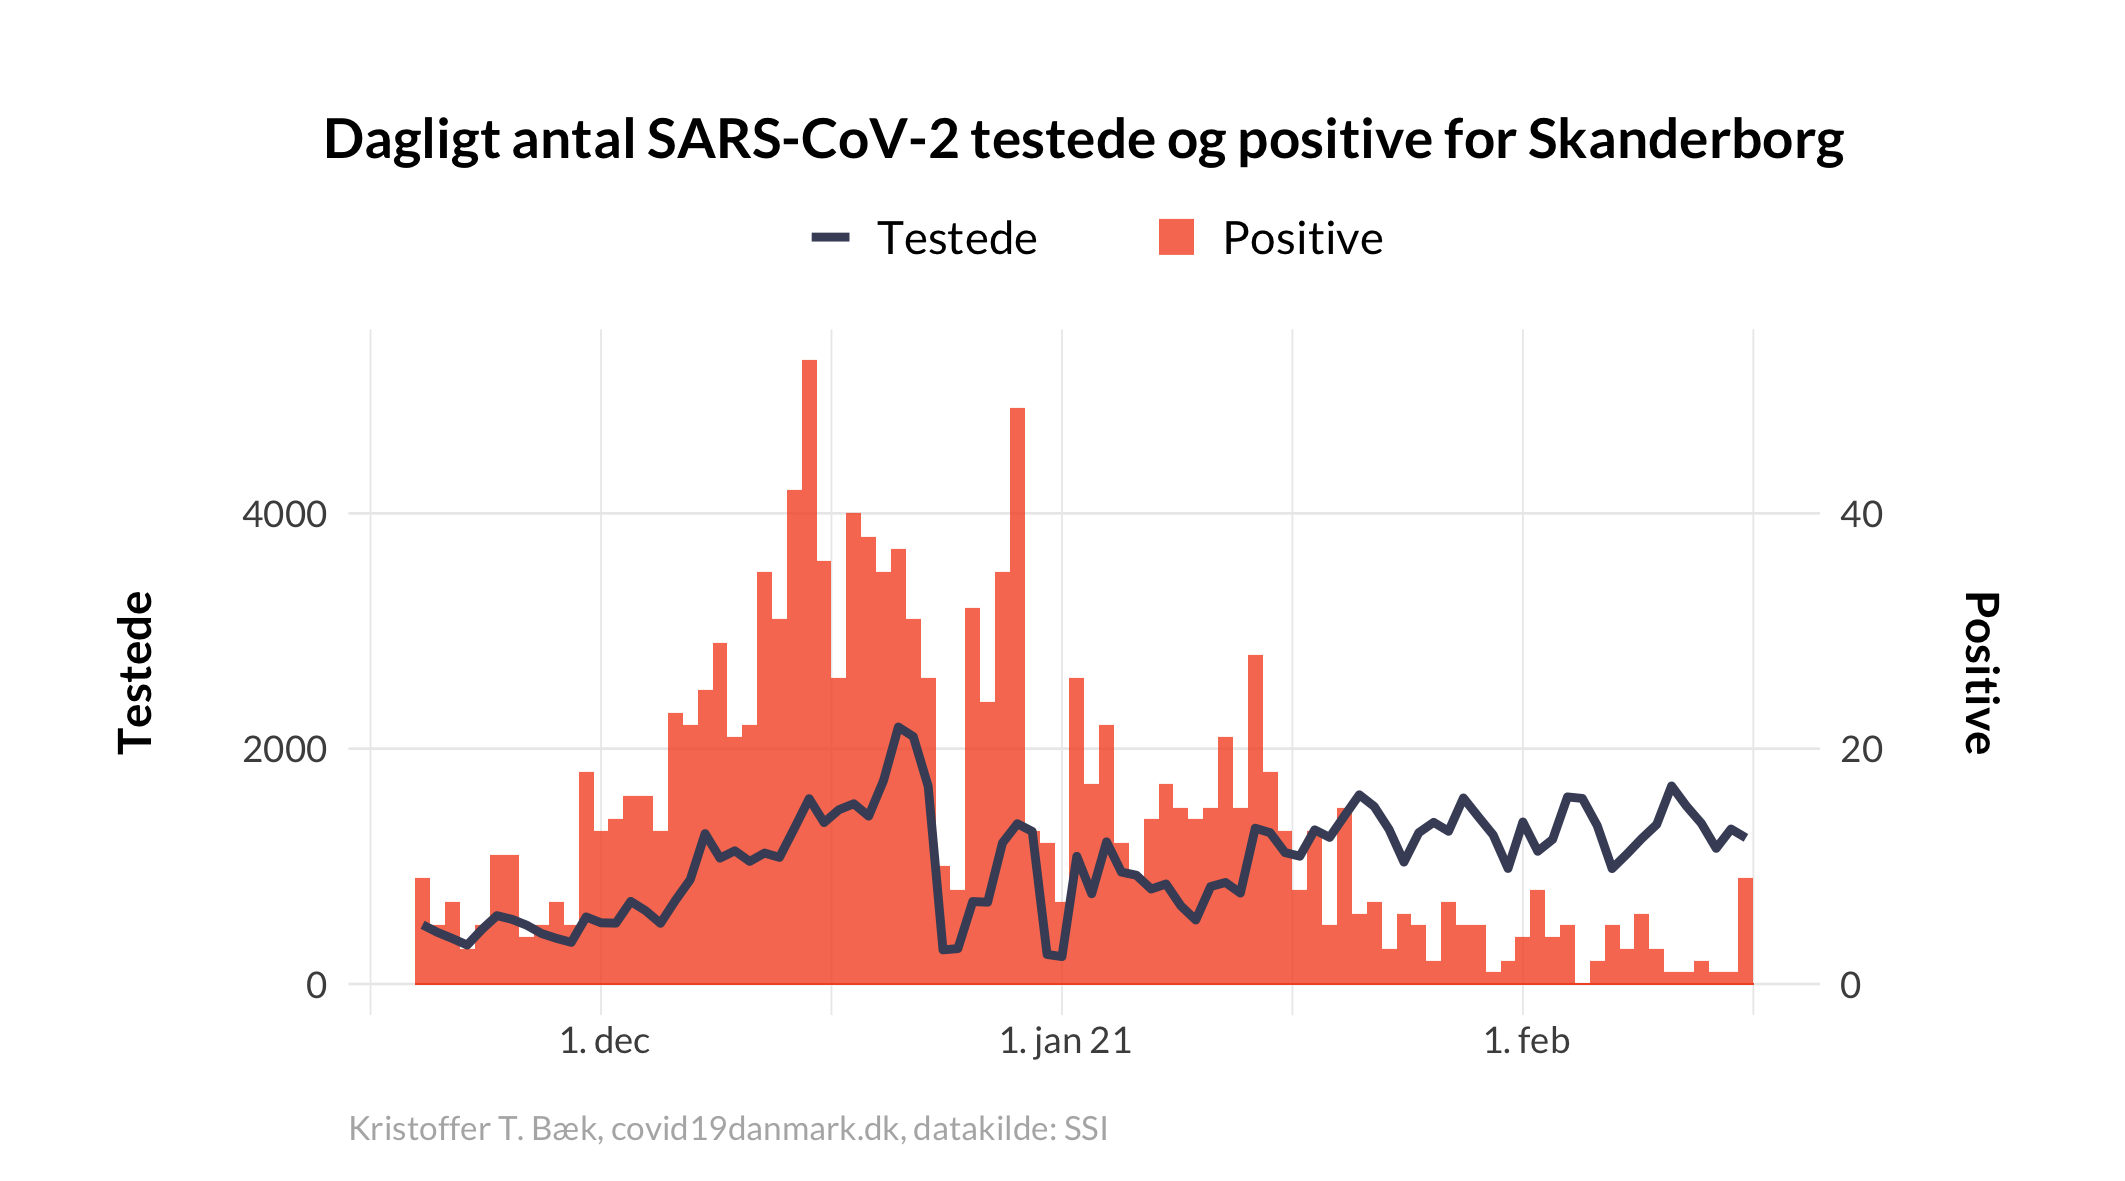 Dagligt antal SARS-CoV-2 testede og positive for Skanderborg
Testede Positive
4000 40
Testede
Positive
2000 20
0 0
1. dec 1. jan 21 1. feb
Kristoffer T. Bæk, covid19danmark.dk, datakilde: SSI